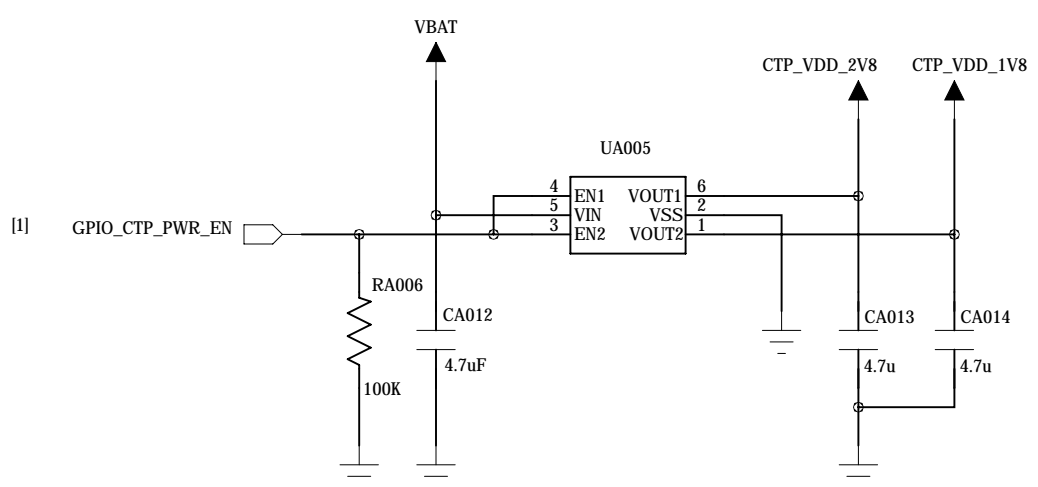 VBAT
CTP_VDD_2V8 CTP_VDD_1V8
UA005
4 EN1 VOUT1 6
5 VIN VSS 2
3 EN2 VOUT2 1
[1] GPIO_CTP_PWR_EN
RA006
CA012
CA013
CA014
4.7uF
4.7u
4.7u
100K